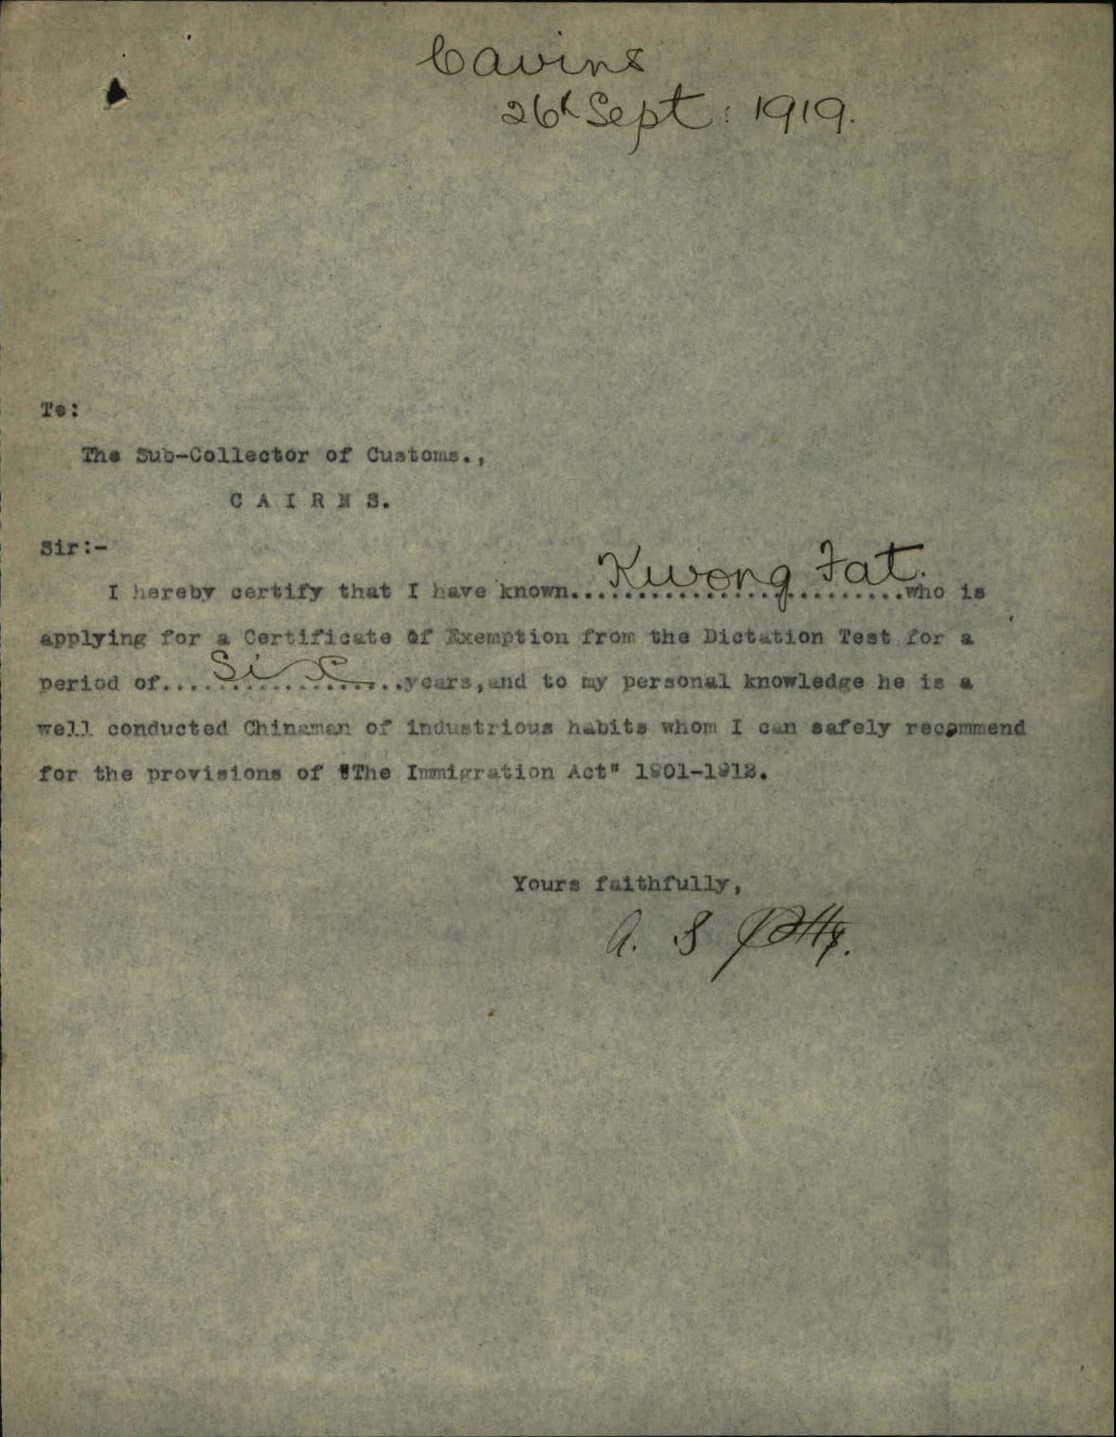 Cairns
26th Sept: 1919.
To:
The Sub-Collector of Customs.,
C A I R N S.
Sir:-
I hereby certify that I have known...Kwong Fat...who is
applying for a Certificate of Exemption from the Dictation Test for a
period of...Six...years,and to my personal knowledge he is a
well conducted Chinaman of industrious habits whom I can safely recommend
for the provisions of "The Immigration Act" 1901-1912.
Yours faithfully,
A. S